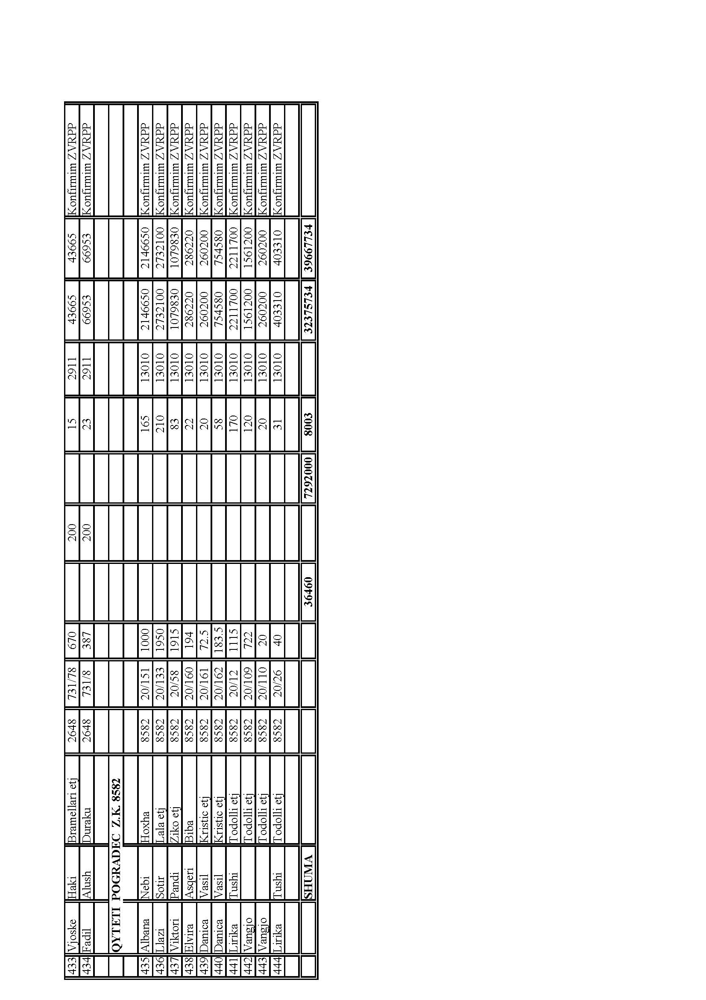 433 Vjoske Haki Bramellari etj 2648 731/78 670 200 15 2911 43665 43665 Konfirmim ZVRPP
434 Fadil Alush Duraku 2648 731/8 387 200 23 2911 66953 66953 Konfirmim ZVRPP
QYTETI POGRADEC Z.K. 8582
435 Albana Nebi Hoxha 8582 20/151 1000 165 13010 2146650 2146650 Konfirmim ZVRPP
436 Llazi Sotir Lala etj 8582 20/133 1950 210 13010 2732100 2732100 Konfirmim ZVRPP
437 Viktori Pandi Ziko etj 8582 20/58 1915 83 13010 1079830 1079830 Konfirmim ZVRPP
438 Elvira Asqeri Biba 8582 20/160 194 22 13010 286220 286220 Konfirmim ZVRPP
439 Danica Vasil Kristic etj 8582 20/161 72.5 20 13010 260200 260200 Konfirmim ZVRPP
440 Danica Vasil Kristic etj 8582 20/162 183.5 58 13010 754580 754580 Konfirmim ZVRPP
441 Lirika Tushi Todolli etj 8582 20/12 1115 170 13010 2211700 2211700 Konfirmim ZVRPP
442 Vangjo Todolli etj 8582 20/109 722 120 13010 1561200 1561200 Konfirmim ZVRPP
443 Vangjo Todolli etj 8582 20/110 20 20 13010 260200 260200 Konfirmim ZVRPP
444 Lirika Tushi Todolli etj 8582 20/26 40 31 13010 403310 403310 Konfirmim ZVRPP
SHUMA 36460 7292000 8003 32375734 39667734